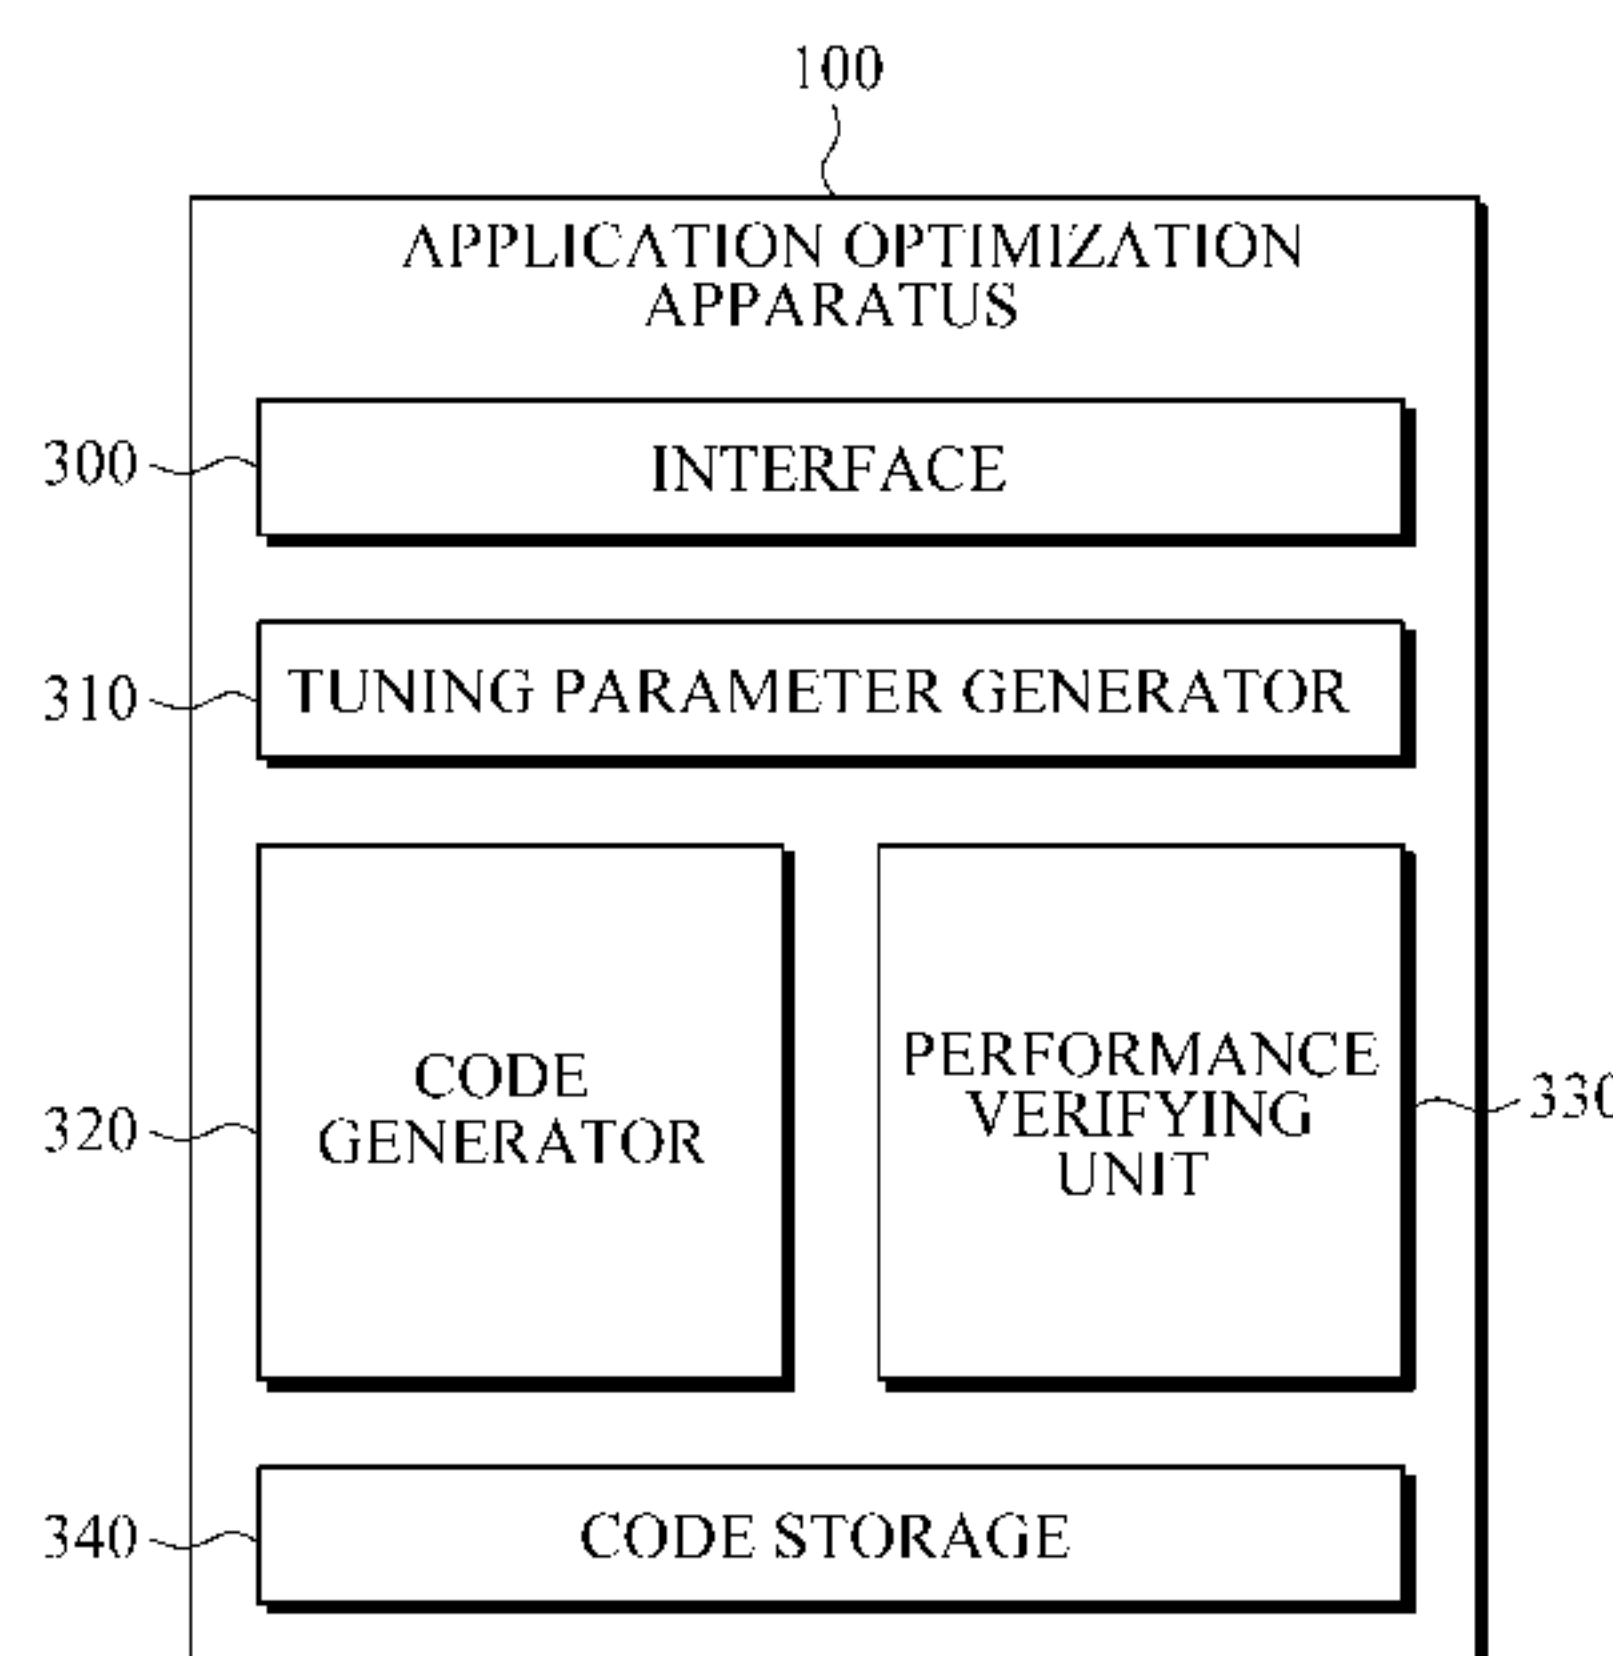 100
APPLICATION OPTIMIZATION
APPARATUS
300
INTERFACE
310
TUNING PARAMETER GENERATOR
320
CODE
GENERATOR
PERFORMANCE
VERIFYING
UNIT
330
340
CODE STORAGE